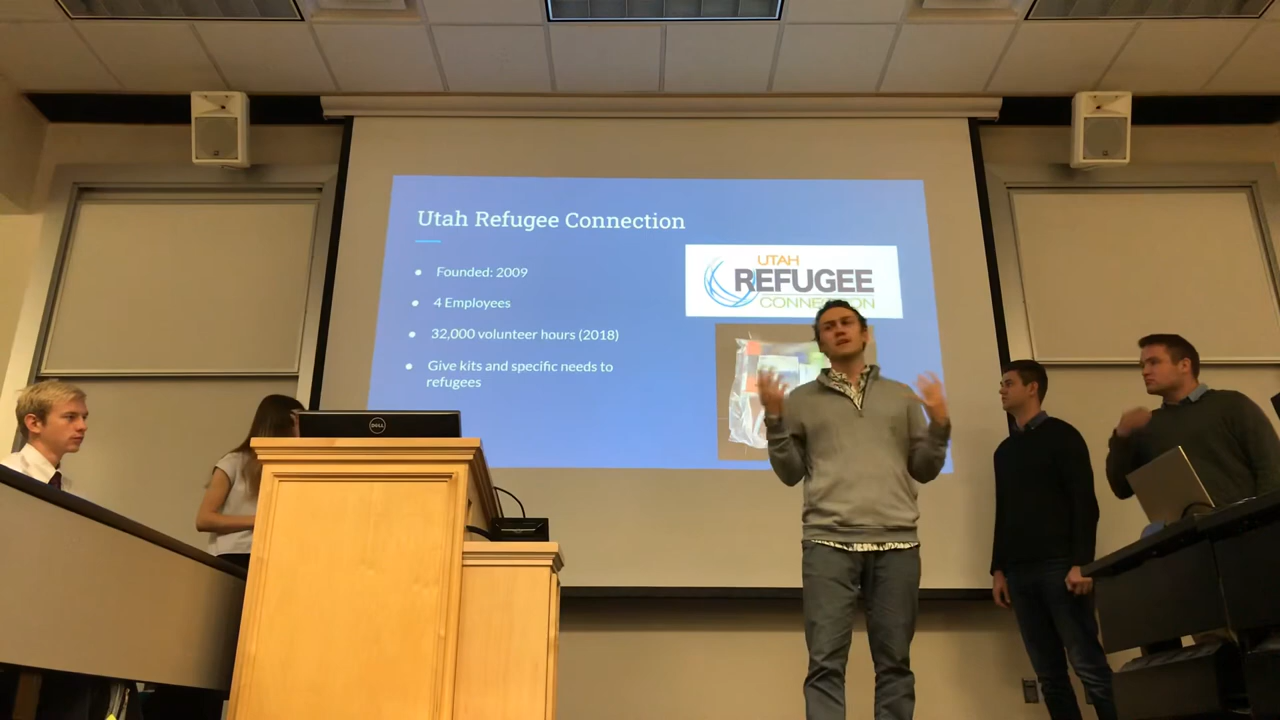 Utah Refugee Connection
Founded: 2009
4 Employees
32,000 volunteer hours (2018)
Give kits and specific needs to
refugees
UTAH
REFUGEE
CONNECTION
DELL